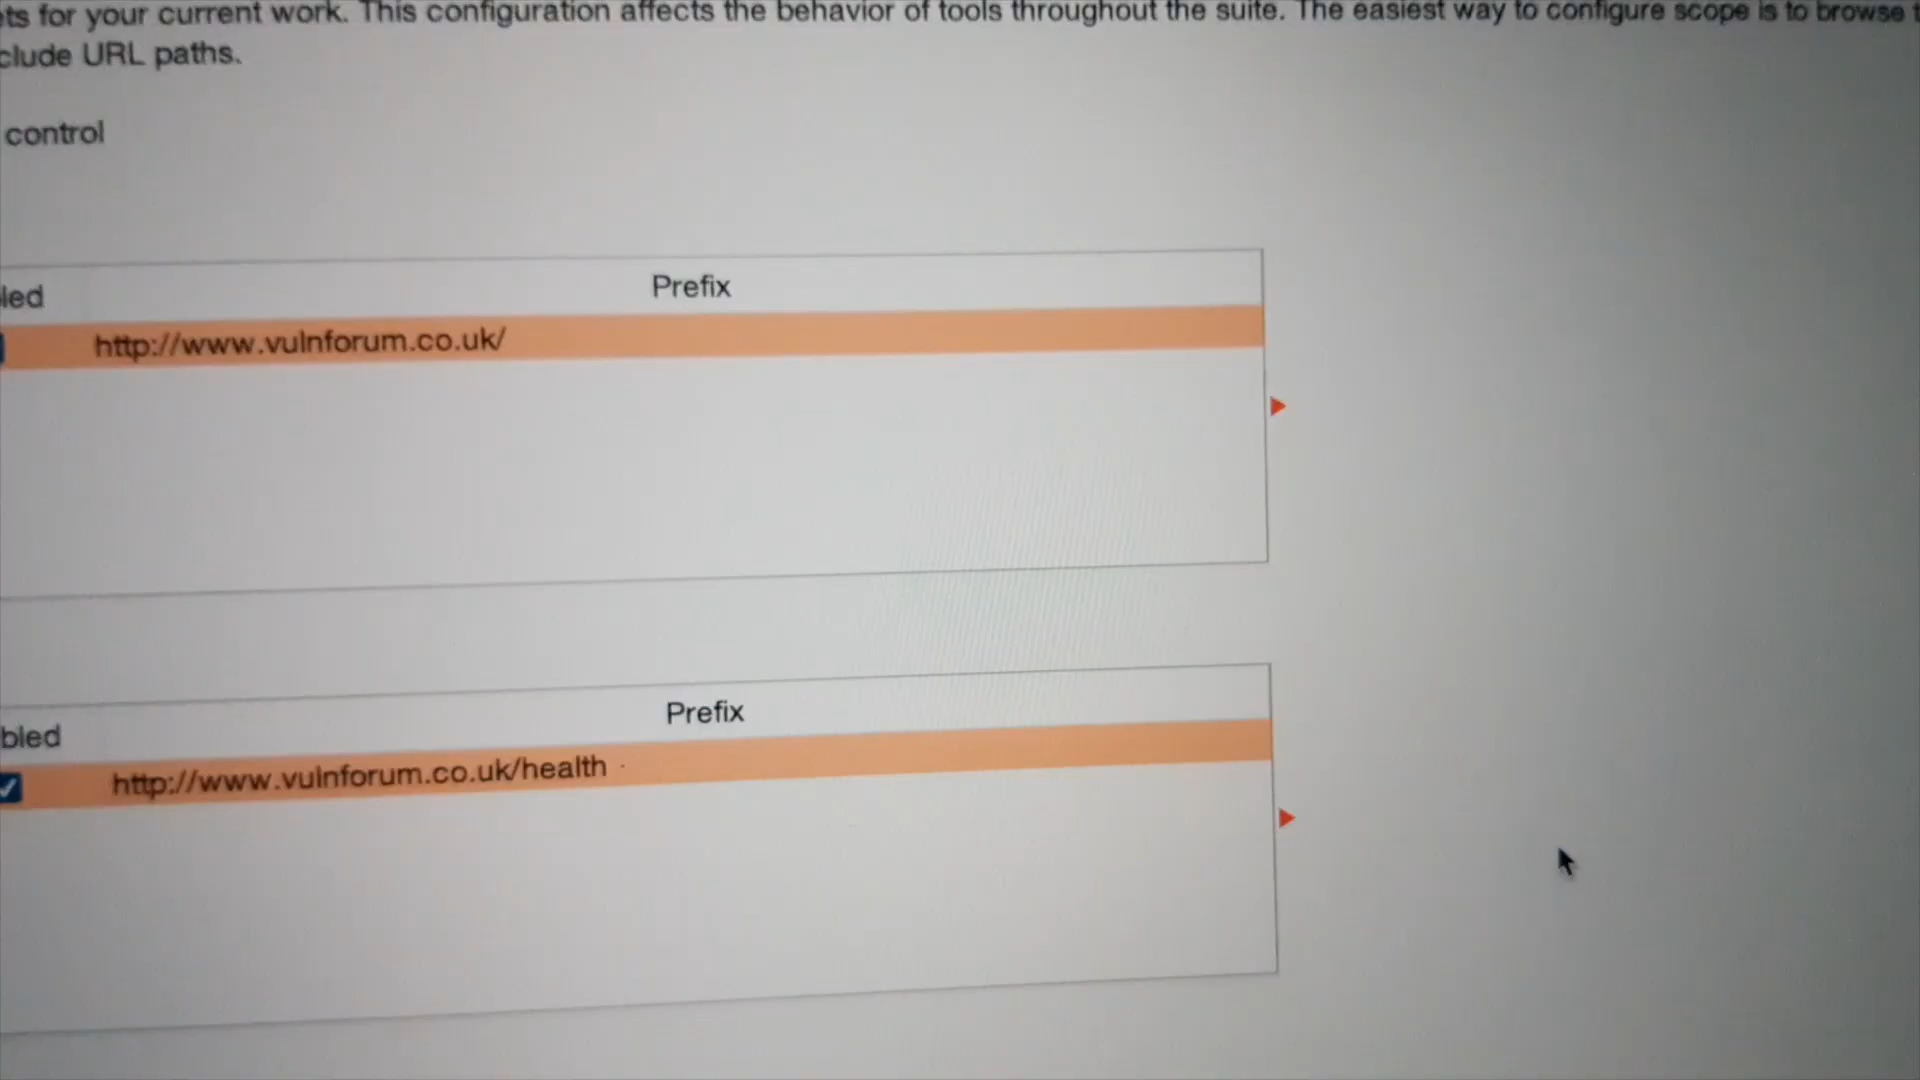 ts for your current work. This configuration affects the behavior of tools throughout the suite. The easiest way to configure scope is to browse t
clude URL paths.
control
led Prefix
http://www.vulnforum.co.uk/
bled Prefix
http://www.vulnforum.co.uk/health